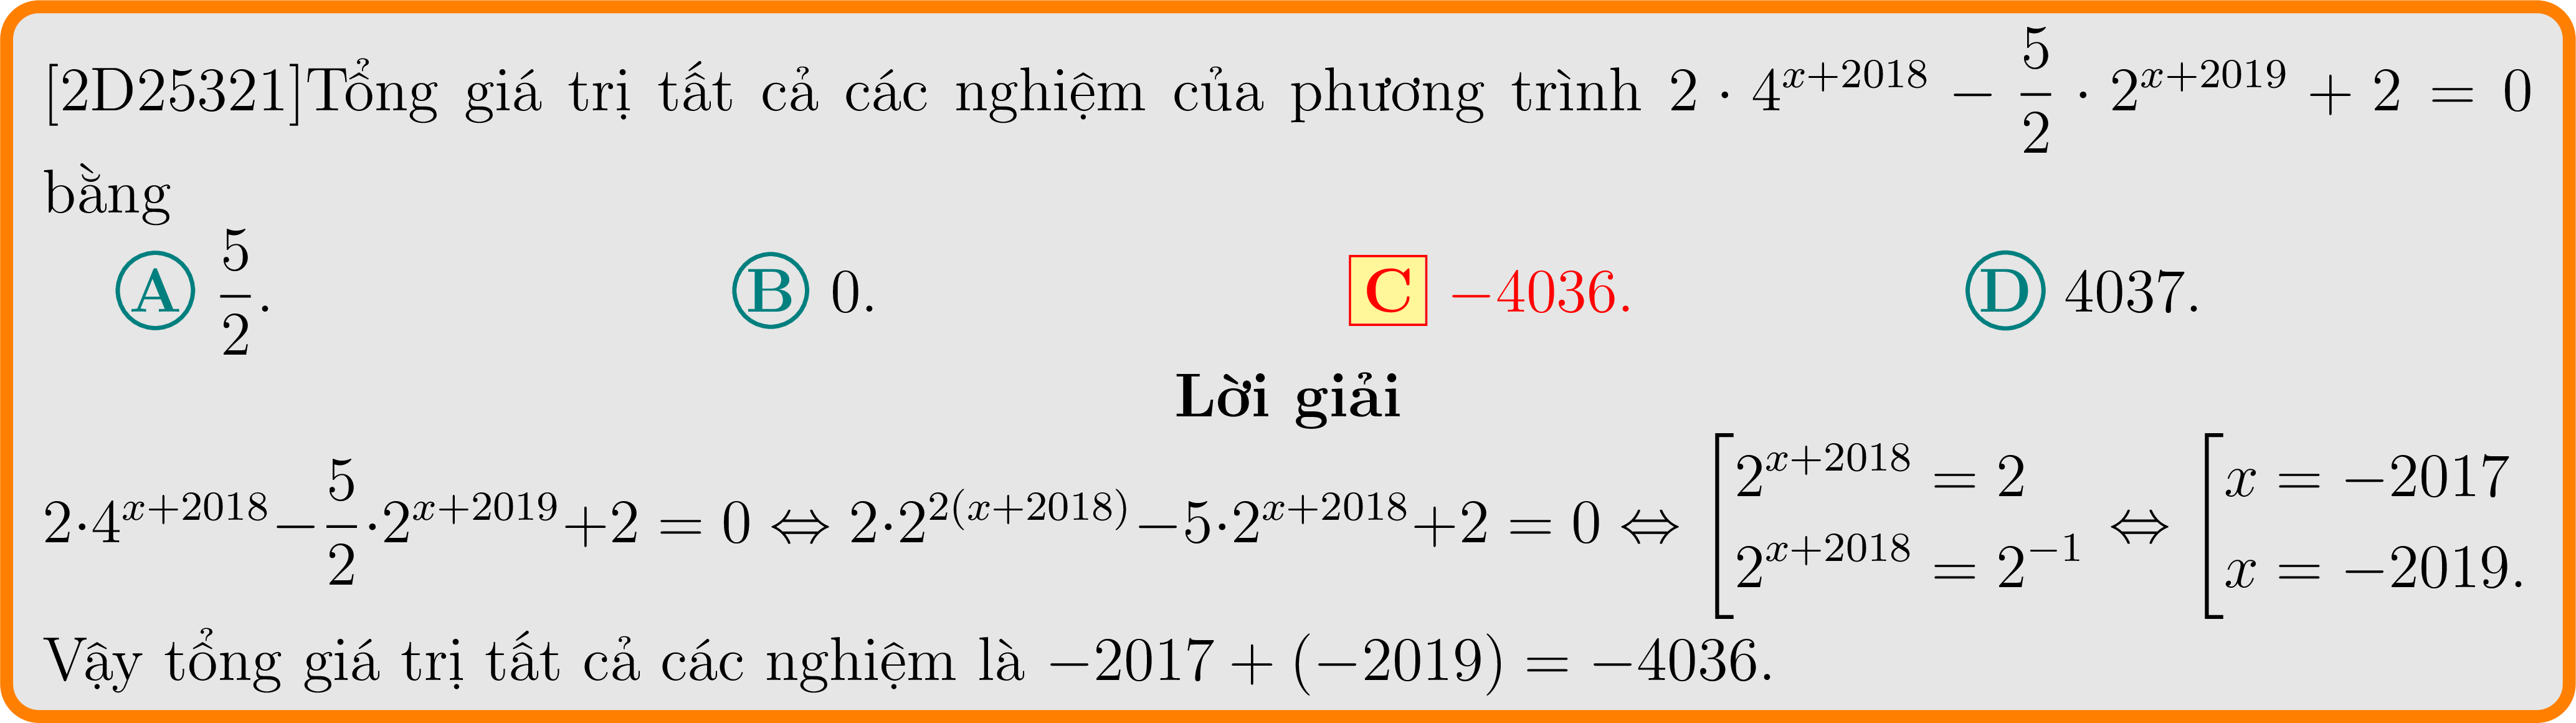 [2D25321]Tổng giá trị tất cả các nghiệm của phương trình $2 \cdot 4^{x+2018} - \dfrac{5}{2} \cdot 2^{x+2019} + 2 = 0$
bằng
Ⓐ $\dfrac{5}{2}$. Ⓑ 0. C $-4036$. Ⓓ 4037.
Lời giải
$2 \cdot 4^{x+2018} - \dfrac{5}{2} \cdot 2^{x+2019} + 2 = 0 \Leftrightarrow 2 \cdot 2^{2(x+2018)} - 5 \cdot 2^{x+2018} + 2 = 0 \Leftrightarrow \left[\begin{array}{l} 2^{x+2018} = 2 \\ 2^{x+2018} = 2^{-1} \end{array}\right. \Leftrightarrow \left[\begin{array}{l} x = -2017 \\ x = -2019. \end{array}\right.$
Vậy tổng giá trị tất cả các nghiệm là $-2017 + (-2019) = -4036$.